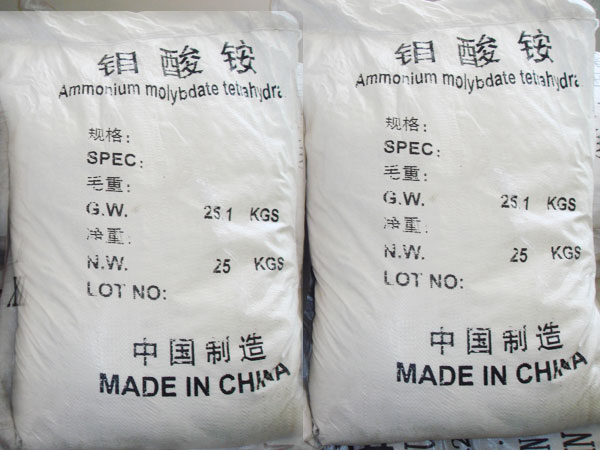 钼酸铵
Ammonium molybdate tetrahydra
规格:
SPEC:
毛重:
G.W. 25.1 KGS
净重:
N.W. 25 KGS
LOT NO:
中国制造
MADE IN CHINA
钼酸铵
Ammonium molybdate tetrahydra
规格:
SPEC:
毛重:
G.W. 25.1 KGS
净重:
N.W. 25 KGS
LOT NO:
中国制造
MADE IN CHINA